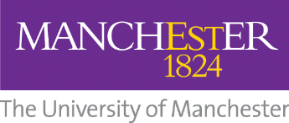 MANCHEsTER
1824
The University of Manchester